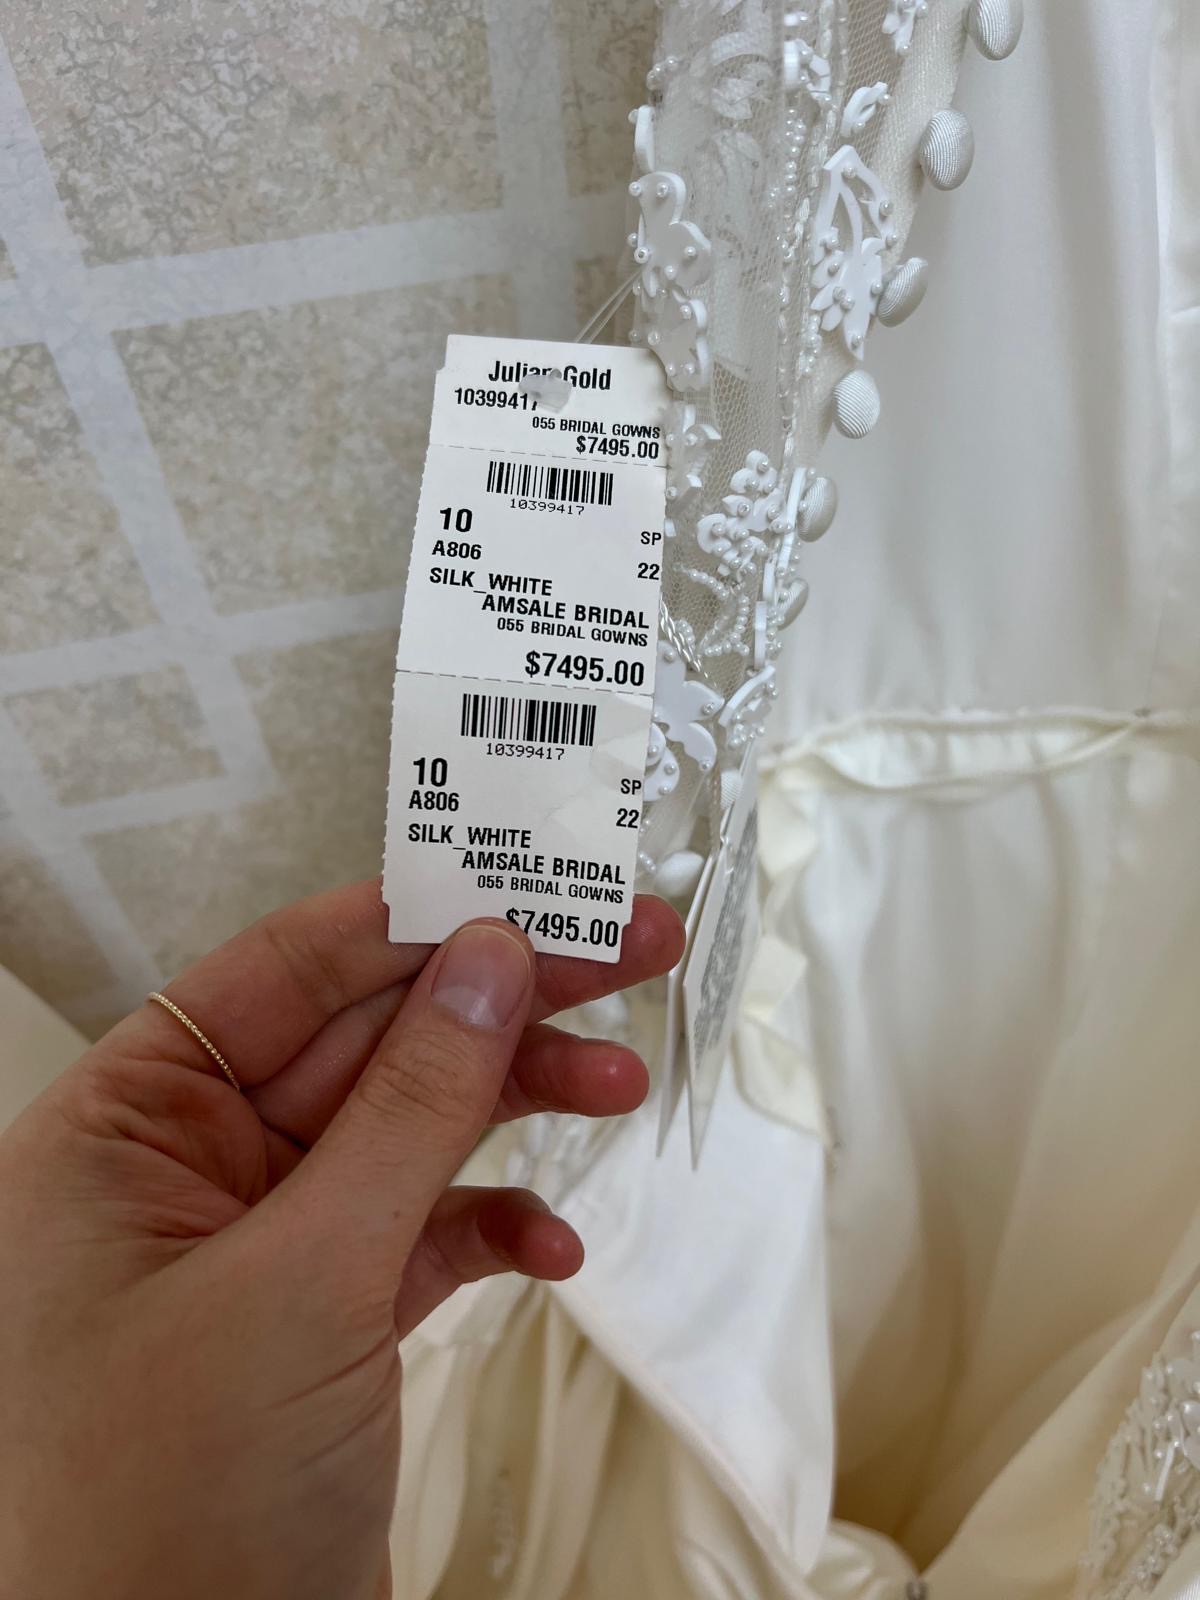 Julian Gold
10399417
055 BRIDAL GOWNS
$7495.00
10399417
10 SP
A806 22
SILK_WHITE
AMSALE BRIDAL
055 BRIDAL GOWNS
$7495.00
10399417
10 SP
A806 22
SILK_WHITE
AMSALE BRIDAL
055 BRIDAL GOWNS
$7495.00